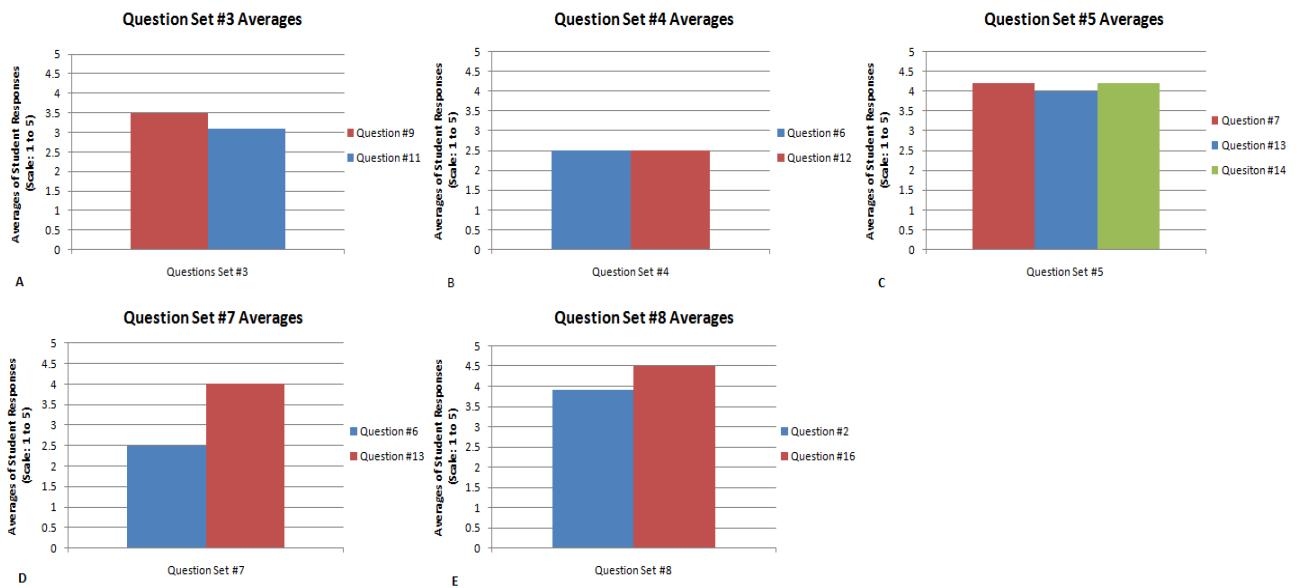 Question Set #3 Averages
Averages of Student Responses
(Scale: 1 to 5)
5
4.5
4
3.5
3
2.5
2
1.5
1
0.5
0
Question #9
Question #11
Questions Set #3
A
Question Set #4 Averages
Averages of Student Responses
(Scale: 1 to 5)
5
4.5
4
3.5
3
2.5
2
1.5
1
0.5
0
Question #6
Question #12
Question Set #4
B
Question Set #5 Averages
Averages of Student Responses
(Scale: 1 to 5)
5
4.5
4
3.5
3
2.5
2
1.5
1
0.5
0
Question #7
Question #13
Quesiton #14
Question Set #5
C
Question Set #7 Averages
Averages of Student Responses
(Scale: 1 to 5)
5
4.5
4
3.5
3
2.5
2
1.5
1
0.5
0
Question #6
Question #13
Question Set #7
D
Question Set #8 Averages
Averages of Student Responses
(Scale: 1 to 5)
5
4.5
4
3.5
3
2.5
2
1.5
1
0.5
0
Question #2
Question #16
Question Set #8
E